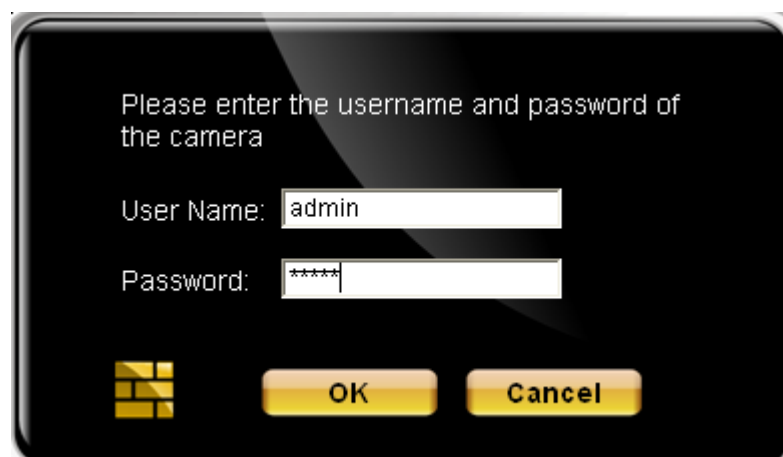 Please enter the username and password of
the camera
User Name: admin
Password: *****
OK Cancel